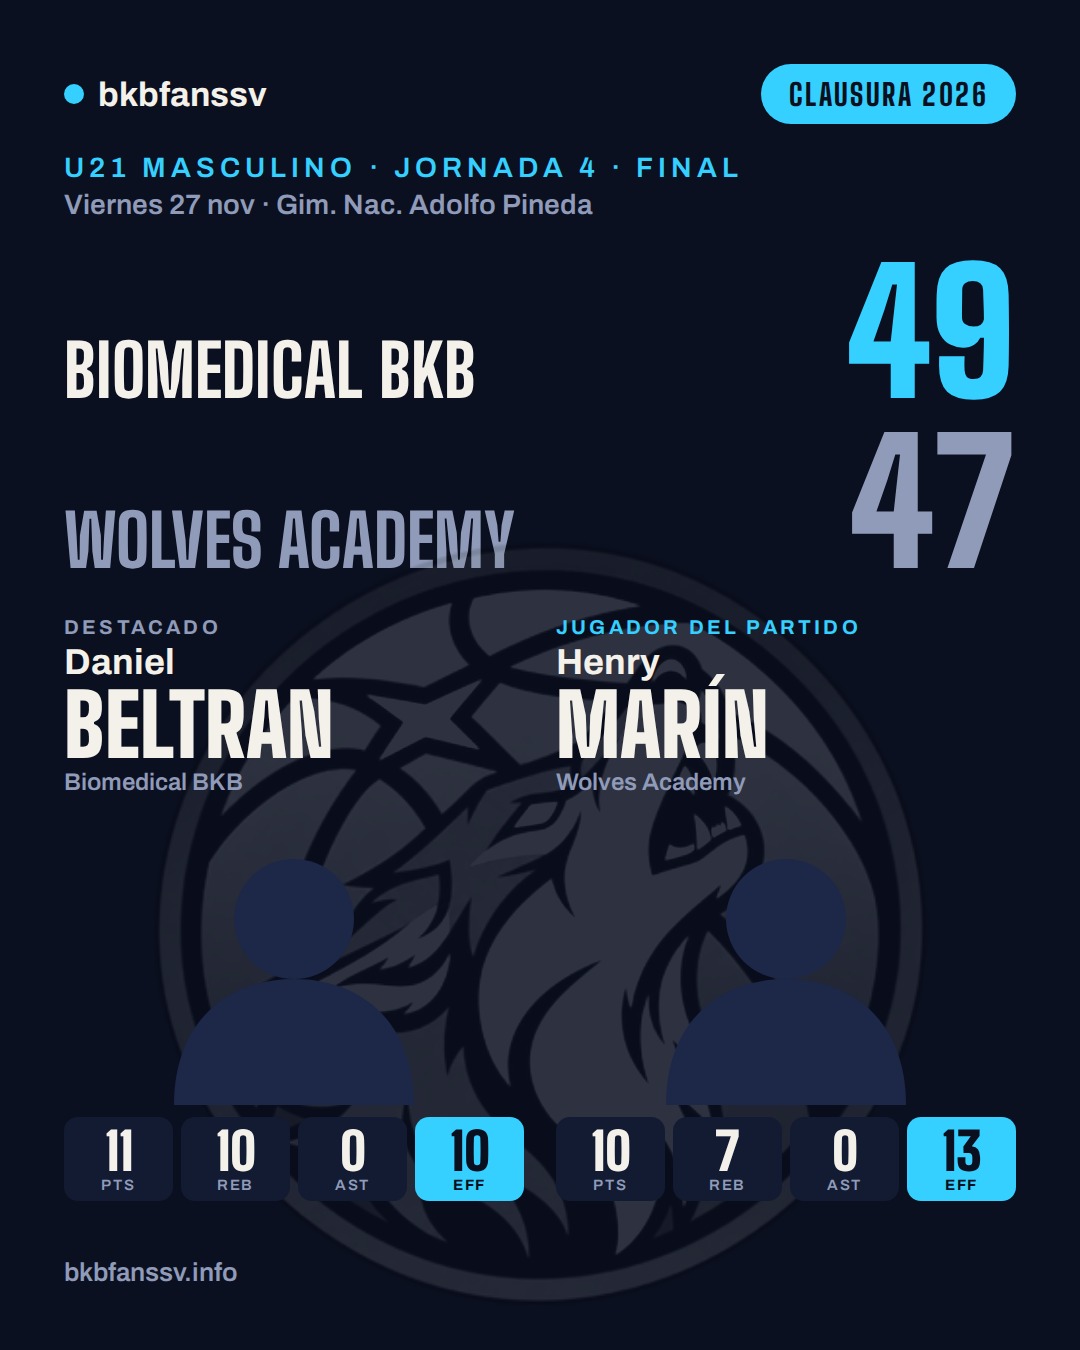 bkbfanssv
CLAUSURA 2026
U21 MASCULINO · JORNADA 4 · FINAL
Viernes 27 nov · Gim. Nac. Adolfo Pineda
BIOMEDICAL BKB 49
WOLVES ACADEMY 47
DESTACADO
Daniel
BELTRAN
Biomedical BKB
11 PTS
10 REB
0 AST
10 EFF
JUGADOR DEL PARTIDO
Henry
MARÍN
Wolves Academy
10 PTS
7 REB
0 AST
13 EFF
bkbfanssv.info